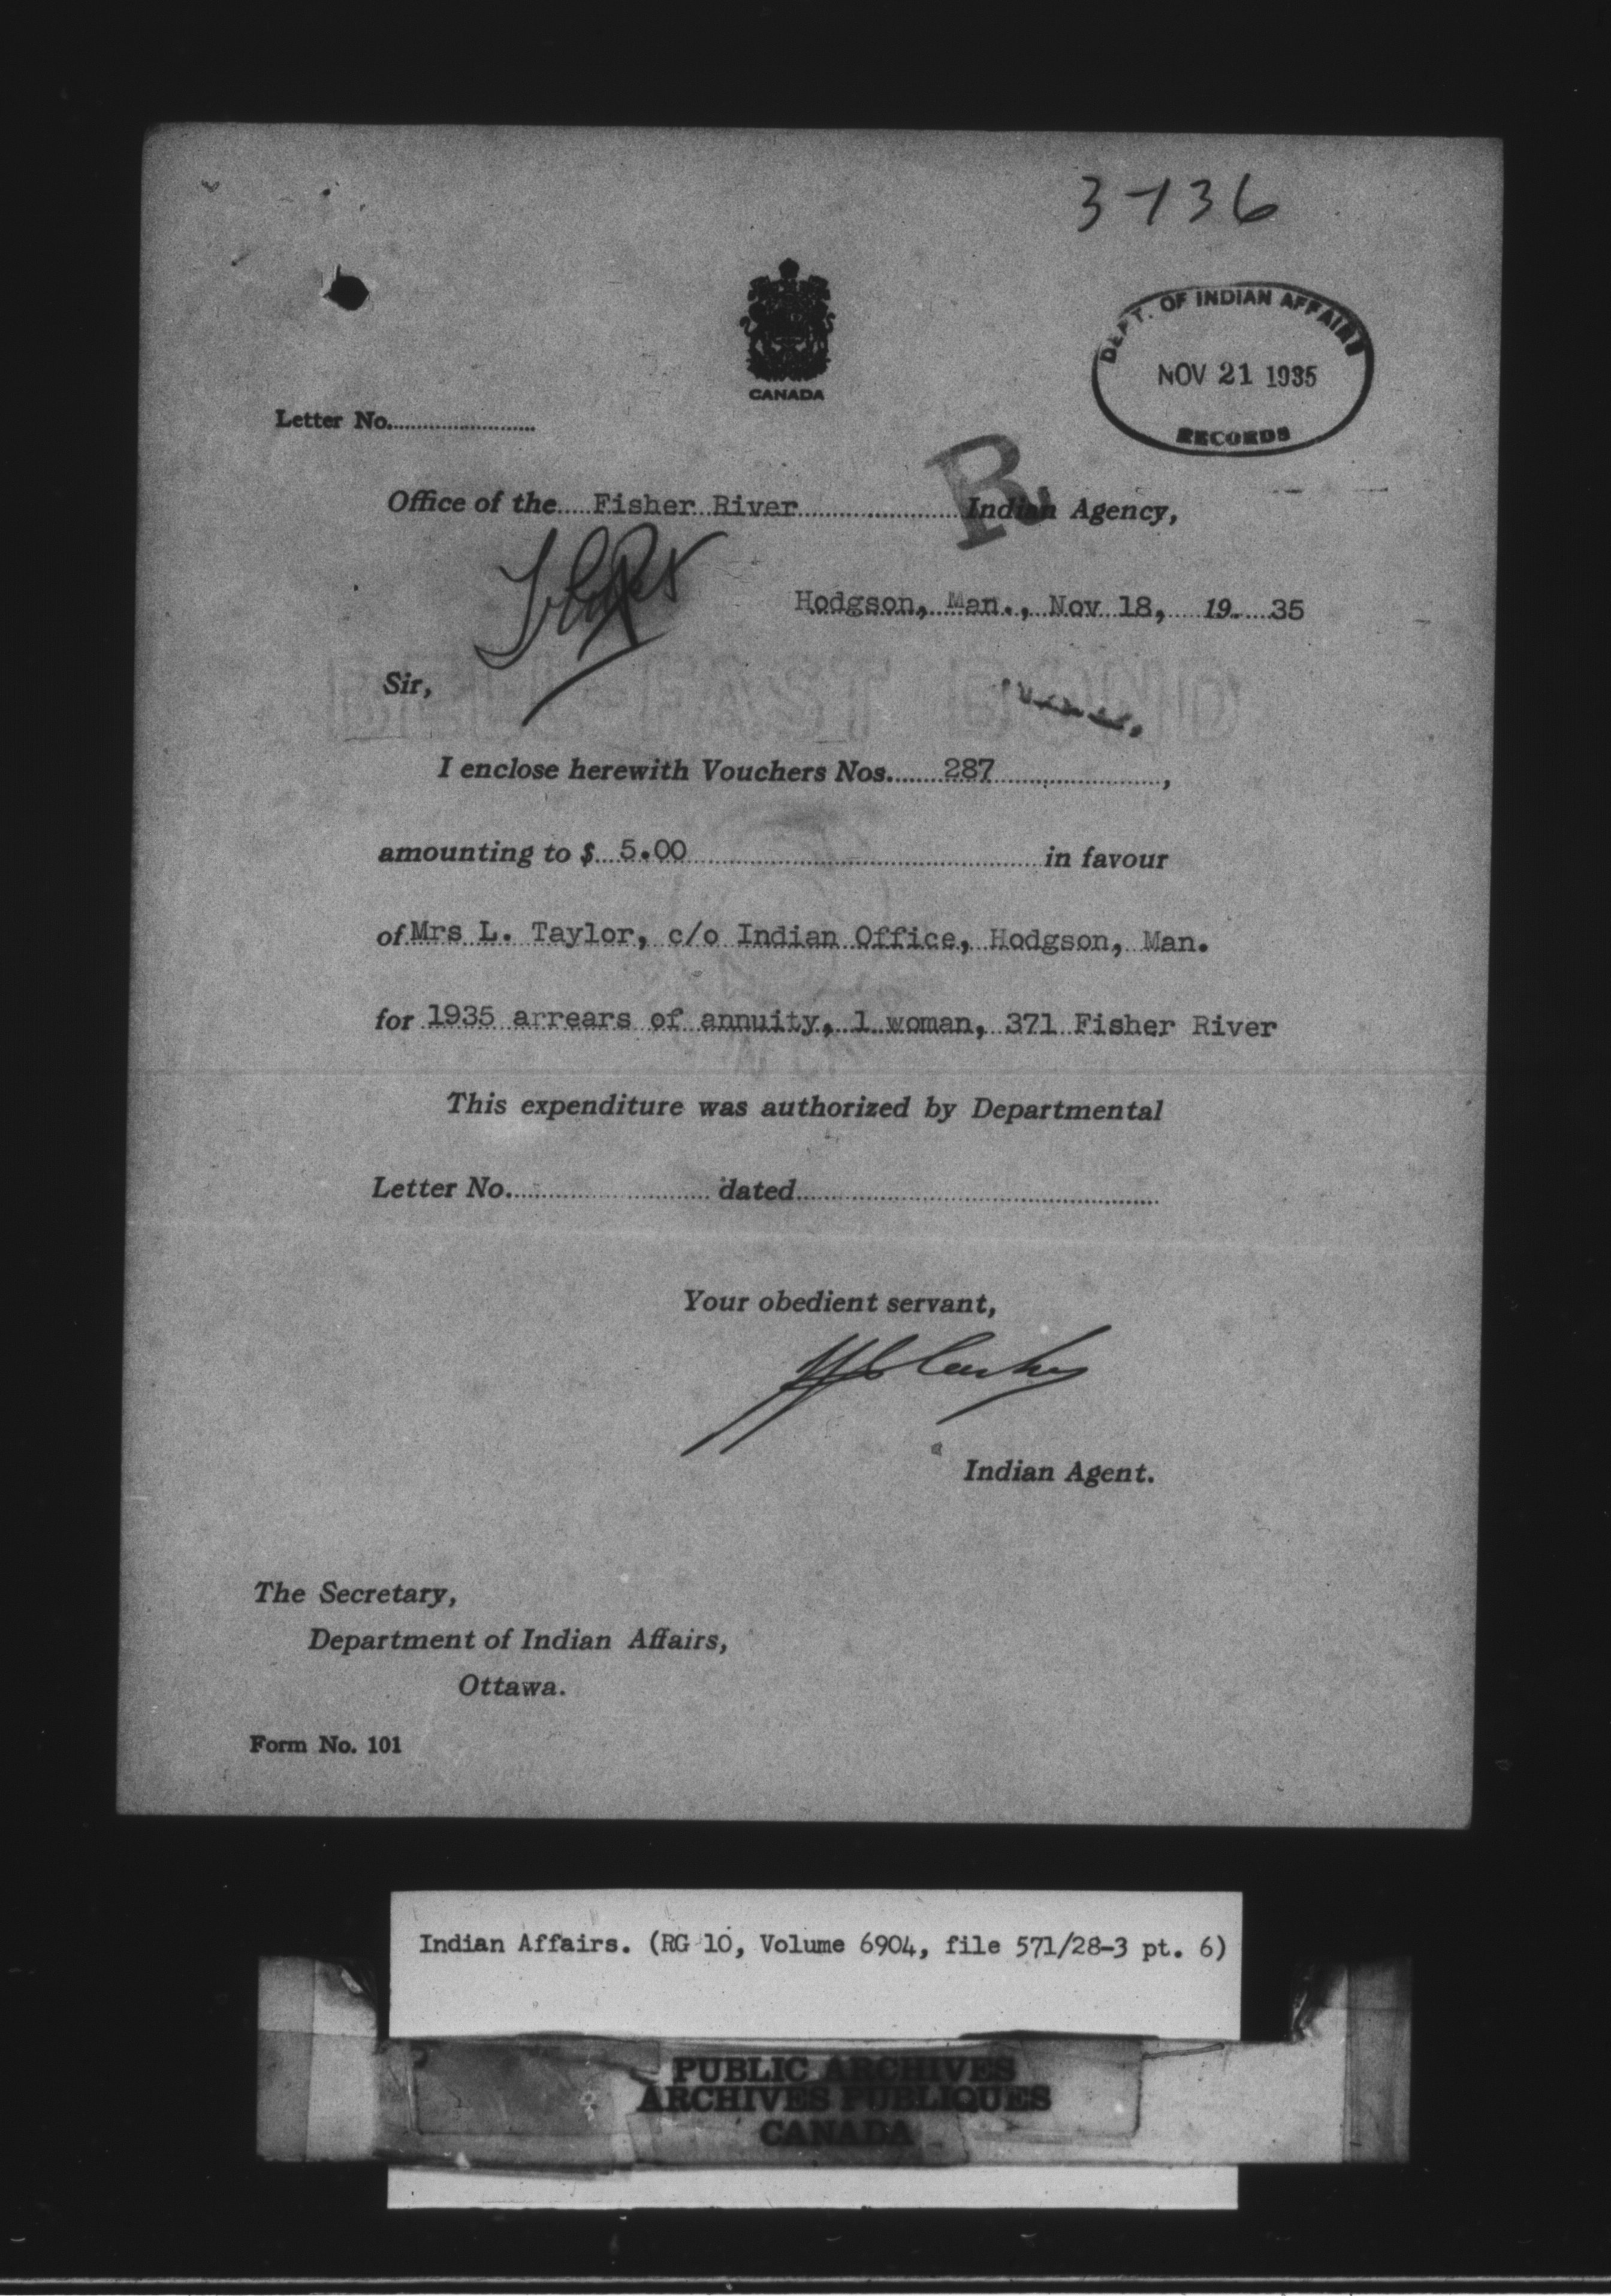 3-136
CANADA
DEPT. OF INDIAN AFFAIRS
NOV 21 1935
RECORDS
Letter No.
R
Office of the Fisher River Indian Agency,
Hodgson, Man., Nov 18, 19 35
Sir,
I enclose herewith Vouchers Nos. 287,
amounting to $ 5.00 in favour
of Mrs L. Taylor, c/o Indian Office, Hodgson, Man.
for 1935 arrears of annuity, 1 woman, 371 Fisher River
This expenditure was authorized by Departmental
Letter No. dated
Your obedient servant,
Indian Agent.
The Secretary,
Department of Indian Affairs,
Ottawa.
Form No. 101
Indian Affairs. (RG 10, Volume 6904, file 571/28-3 pt. 6)
PUBLIC ARCHIVES
ARCHIVES PUBLIQUES
CANADA